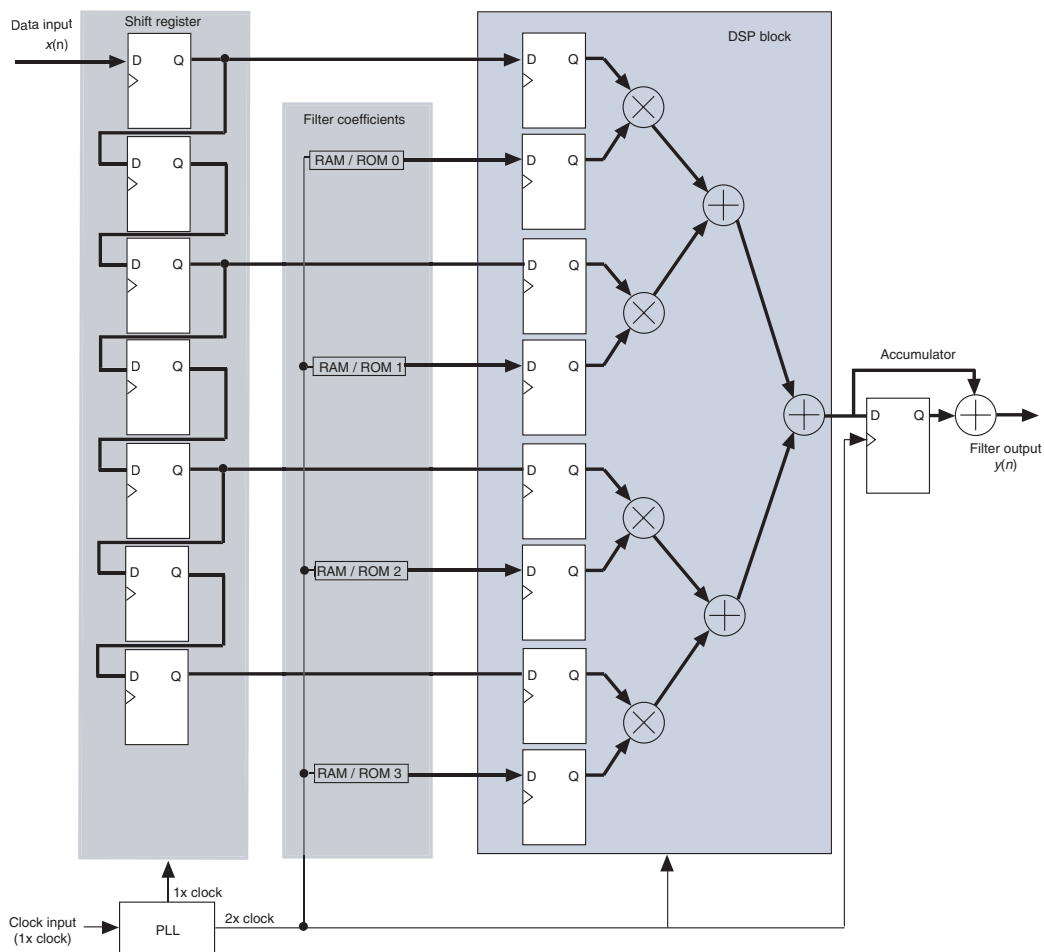 Data input
x(n)
Shift register
DSP block
D Q
D Q
Filter coefficients
D Q
RAM / ROM 0
D Q
D Q
D Q
D Q
RAM / ROM 1
D Q
Accumulator
D Q
Filter output
y(n)
D Q
D Q
D Q
RAM / ROM 2
D Q
D Q
D Q
RAM / ROM 3
D Q
1x clock
Clock input
(1x clock)
PLL
2x clock